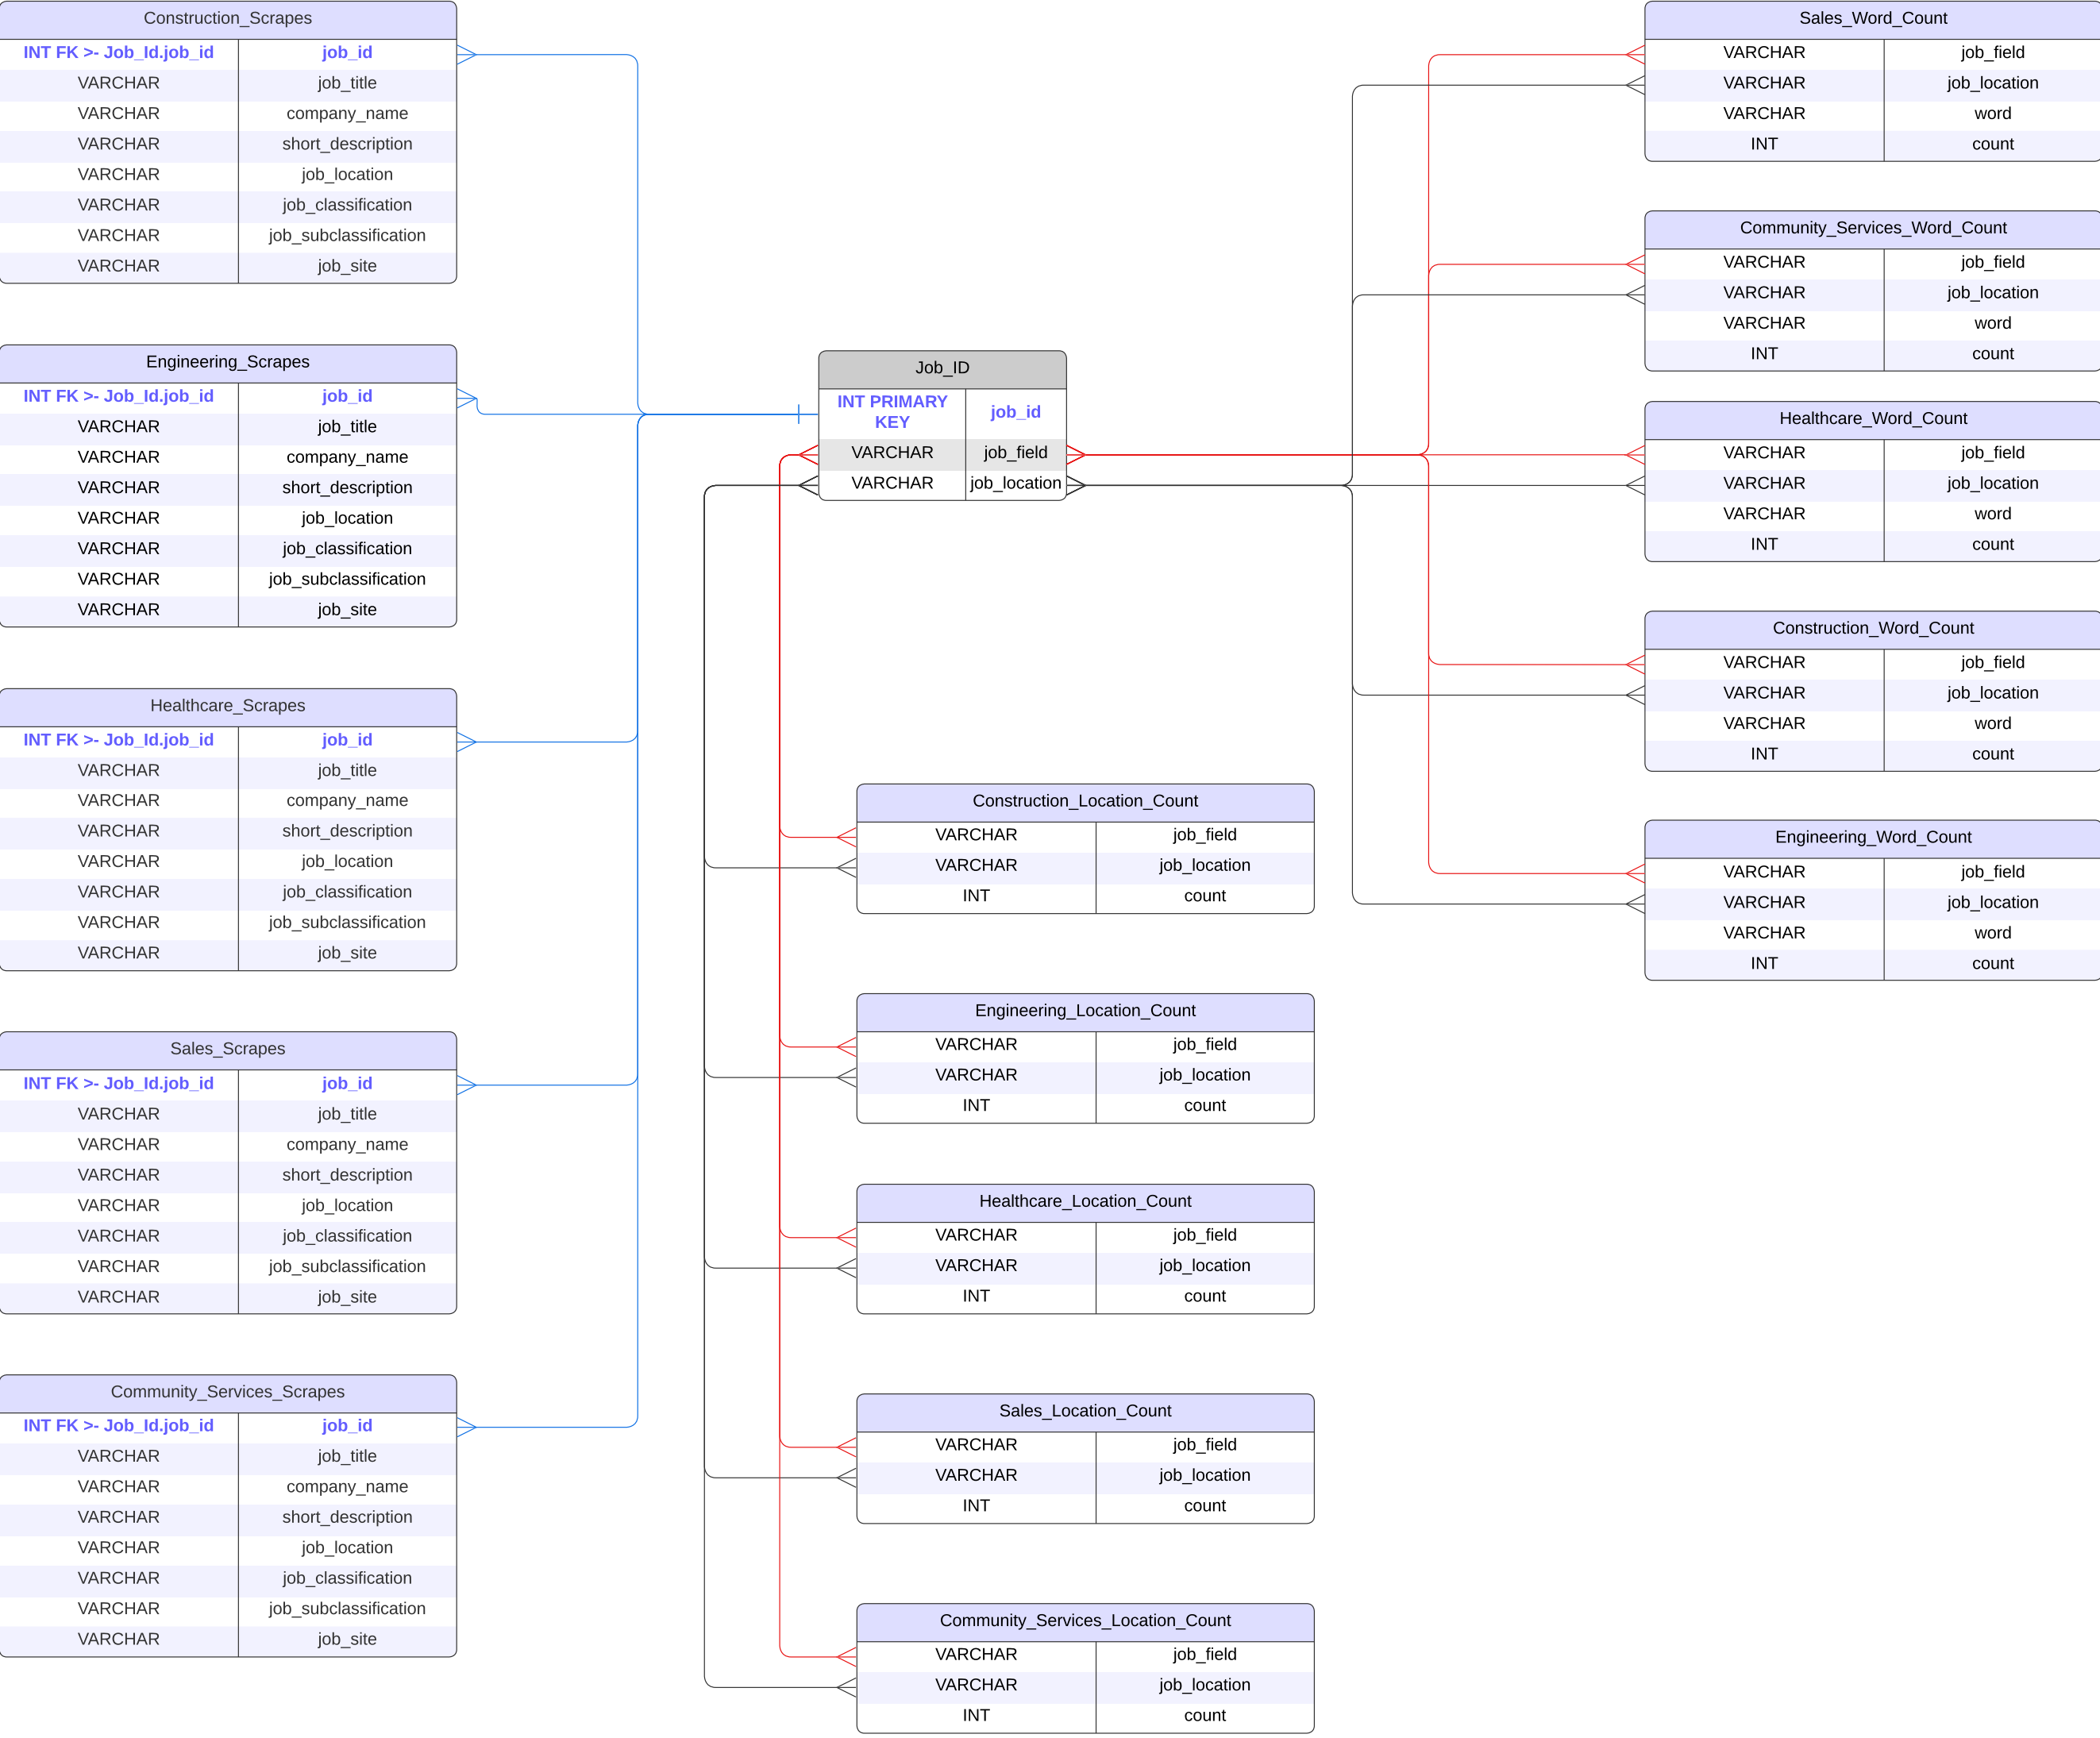 Construction_Scrapes
INT FK >- Job_Id.job_id job_id
VARCHAR job_title
VARCHAR company_name
VARCHAR short_description
VARCHAR job_location
VARCHAR job_classification
VARCHAR job_subclassification
VARCHAR job_site
Engineering_Scrapes
INT FK >- Job_Id.job_id job_id
VARCHAR job_title
VARCHAR company_name
VARCHAR short_description
VARCHAR job_location
VARCHAR job_classification
VARCHAR job_subclassification
VARCHAR job_site
Healthcare_Scrapes
INT FK >- Job_Id.job_id job_id
VARCHAR job_title
VARCHAR company_name
VARCHAR short_description
VARCHAR job_location
VARCHAR job_classification
VARCHAR job_subclassification
VARCHAR job_site
Sales_Scrapes
INT FK >- Job_Id.job_id job_id
VARCHAR job_title
VARCHAR company_name
VARCHAR short_description
VARCHAR job_location
VARCHAR job_classification
VARCHAR job_subclassification
VARCHAR job_site
Community_Services_Scrapes
INT FK >- Job_Id.job_id job_id
VARCHAR job_title
VARCHAR company_name
VARCHAR short_description
VARCHAR job_location
VARCHAR job_classification
VARCHAR job_subclassification
VARCHAR job_site
Job_ID
INT PRIMARY
KEY job_id
VARCHAR job_field
VARCHAR job_location
Construction_Location_Count
VARCHAR job_field
VARCHAR job_location
INT count
Engineering_Location_Count
VARCHAR job_field
VARCHAR job_location
INT count
Healthcare_Location_Count
VARCHAR job_field
VARCHAR job_location
INT count
Sales_Location_Count
VARCHAR job_field
VARCHAR job_location
INT count
Community_Services_Location_Count
VARCHAR job_field
VARCHAR job_location
INT count
Sales_Word_Count
VARCHAR job_field
VARCHAR job_location
VARCHAR word
INT count
Community_Services_Word_Count
VARCHAR job_field
VARCHAR job_location
VARCHAR word
INT count
Healthcare_Word_Count
VARCHAR job_field
VARCHAR job_location
VARCHAR word
INT count
Construction_Word_Count
VARCHAR job_field
VARCHAR job_location
VARCHAR word
INT count
Engineering_Word_Count
VARCHAR job_field
VARCHAR job_location
VARCHAR word
INT count